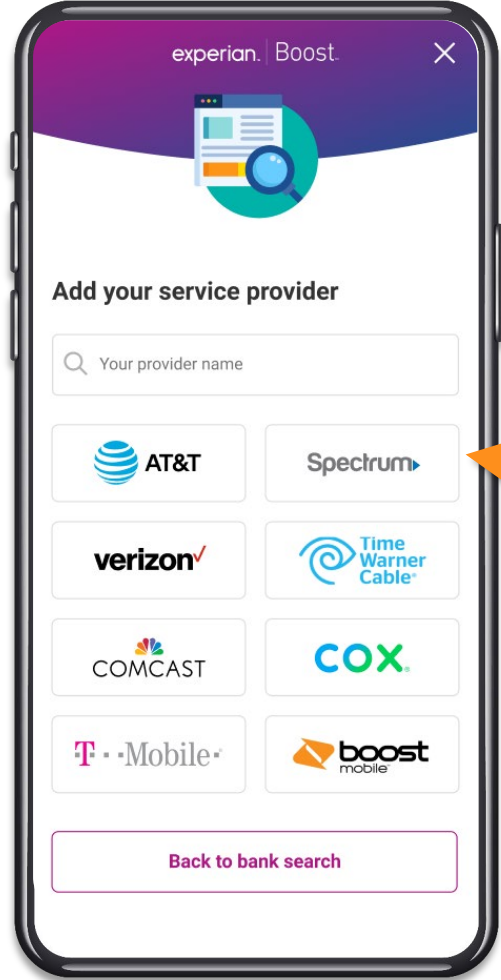 experian. Boost
Add your service provider
Your provider name
AT&T
Spectrum
verizon
Time
Warner
Cable®
COMCAST
COX
T··Mobile·
boost
mobile
Back to bank search